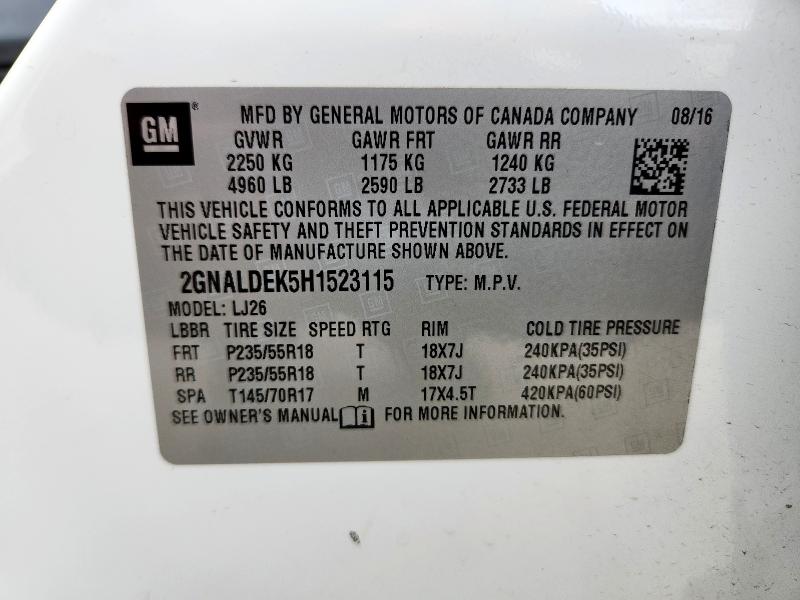 GM ® MFD BY GENERAL MOTORS OF CANADA COMPANY 08/16
GVWR GAWR FRT GAWR RR
2250 KG 1175 KG 1240 KG
4960 LB 2590 LB 2733 LB
THIS VEHICLE CONFORMS TO ALL APPLICABLE U.S. FEDERAL MOTOR
VEHICLE SAFETY AND THEFT PREVENTION STANDARDS IN EFFECT ON
THE DATE OF MANUFACTURE SHOWN ABOVE.
2GNALDEK5H1523115 TYPE: M.P.V.
MODEL: LJ26
LBBR TIRE SIZE SPEED RTG RIM COLD TIRE PRESSURE
FRT P235/55R18 T 18X7J 240KPA(35PSI)
RR P235/55R18 T 18X7J 240KPA(35PSI)
SPA T145/70R17 M 17X4.5T 420KPA(60PSI)
SEE OWNER'S MANUAL i FOR MORE INFORMATION.